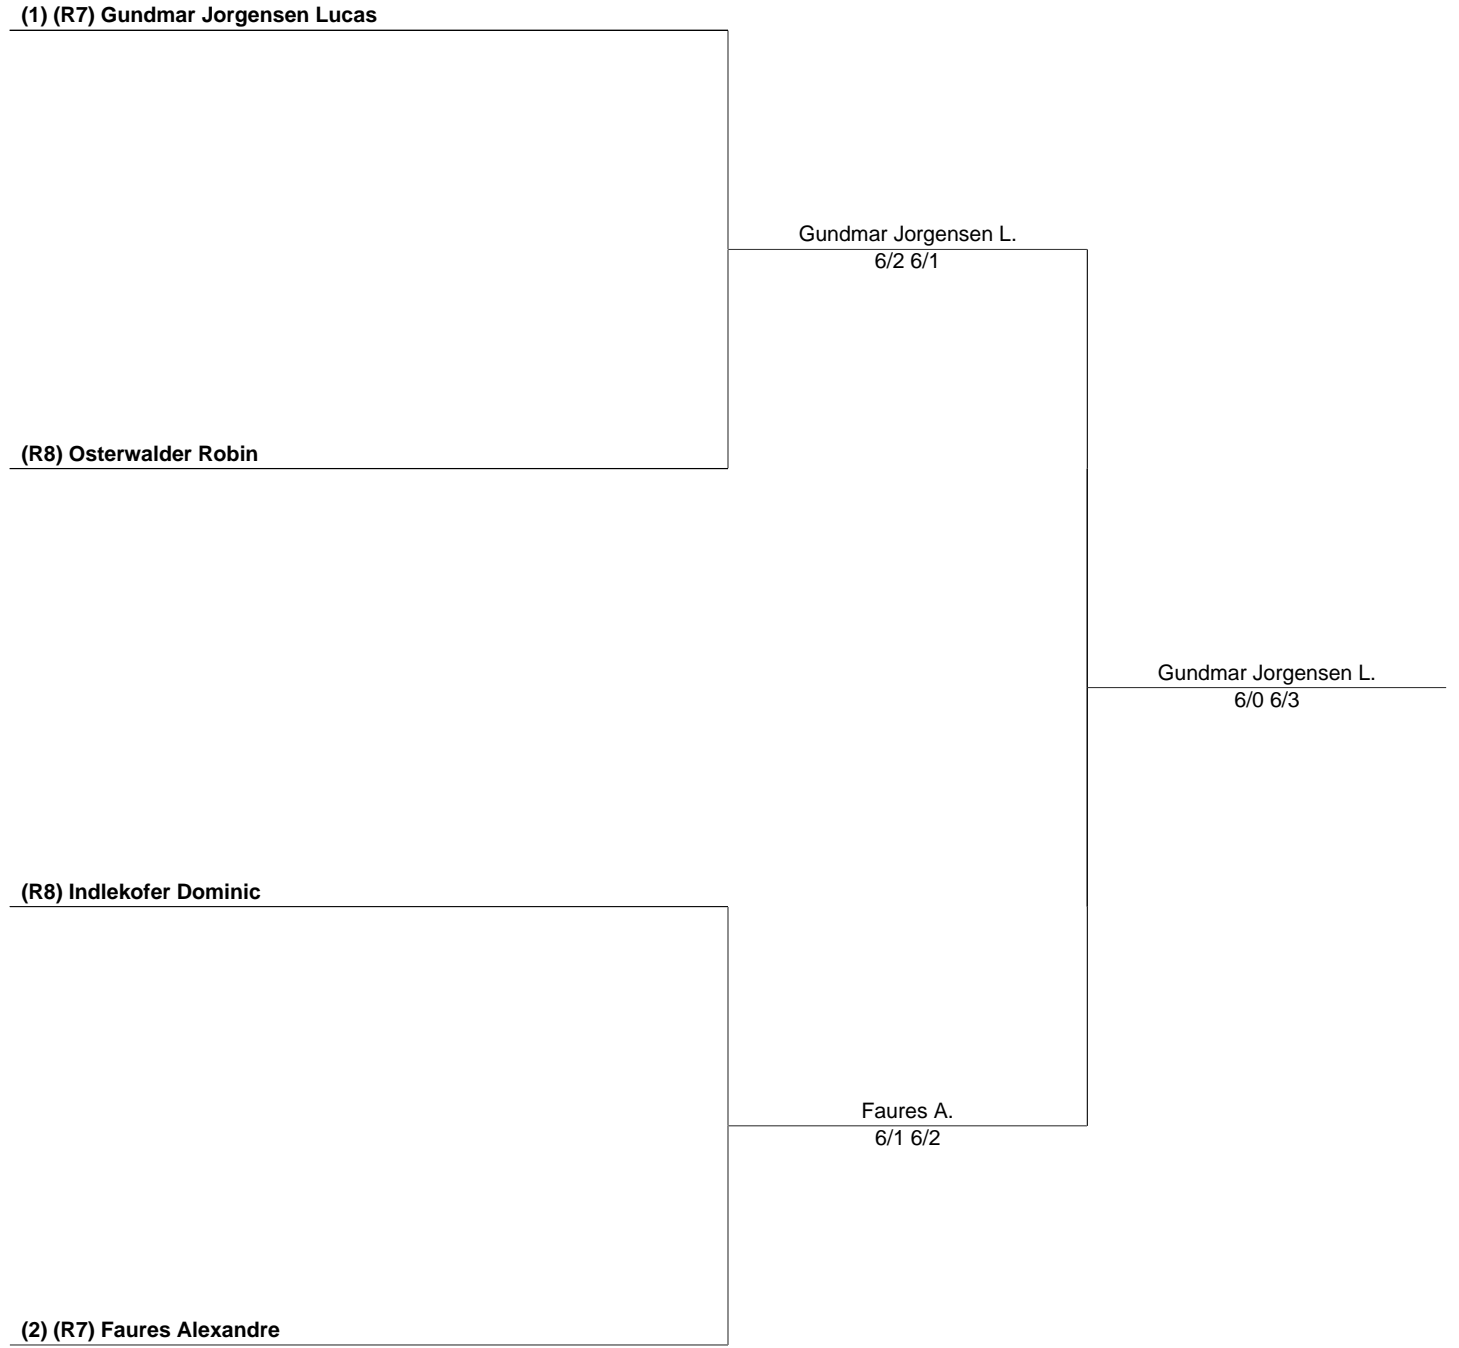 (1) (R7) Gundmar Jorgensen Lucas
Gundmar Jorgensen L.
6/2 6/1
(R8) Osterwalder Robin
Gundmar Jorgensen L.
6/0 6/3
(R8) Indlekofer Dominic
Faures A.
6/1 6/2
(2) (R7) Faures Alexandre